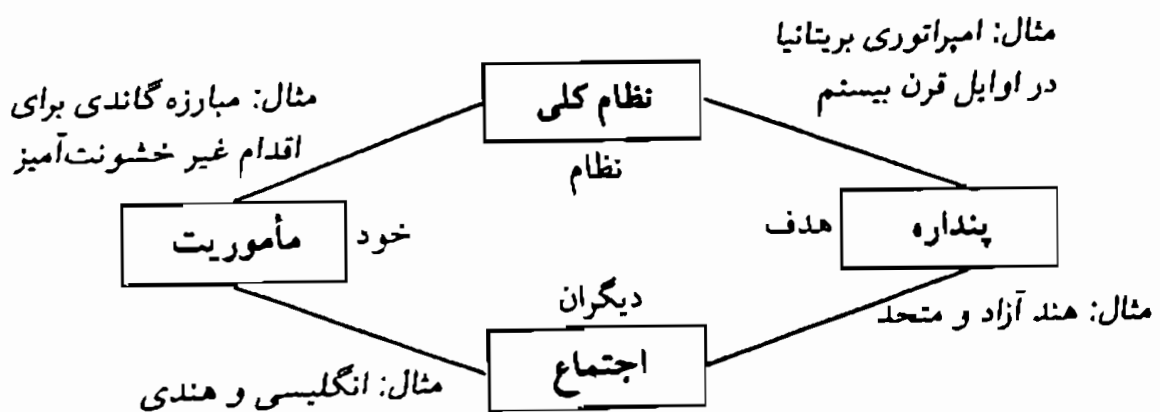 مثال: امپراتوری بریتانیا
در اوایل قرن بیستم
نظام کلی
مثال: مبارزه گاندی برای
اقدام غیر خشونت‌آمیز
نظام
پنداره
هدف
خود
مأموریت
دیگران
مثال: هند آزاد و متحد
اجتماع
مثال: انگلیسی و هندی